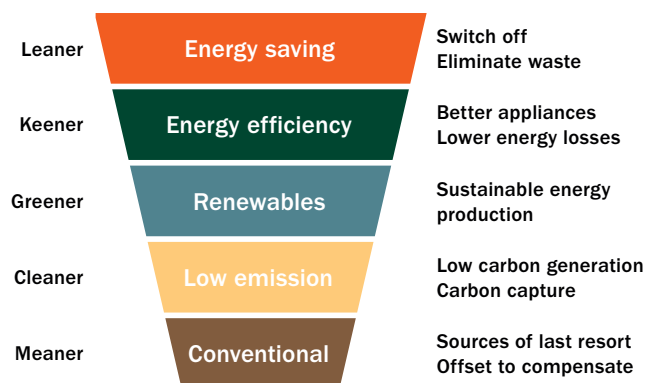 Leaner
Energy saving
Switch off
Eliminate waste
Keener
Energy efficiency
Better appliances
Lower energy losses
Greener
Renewables
Sustainable energy
production
Cleaner
Low emission
Low carbon generation
Carbon capture
Meaner
Conventional
Sources of last resort
Offset to compensate